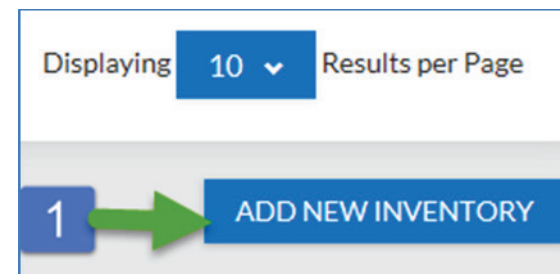 Displaying 10 Results per Page
1 ADD NEW INVENTORY